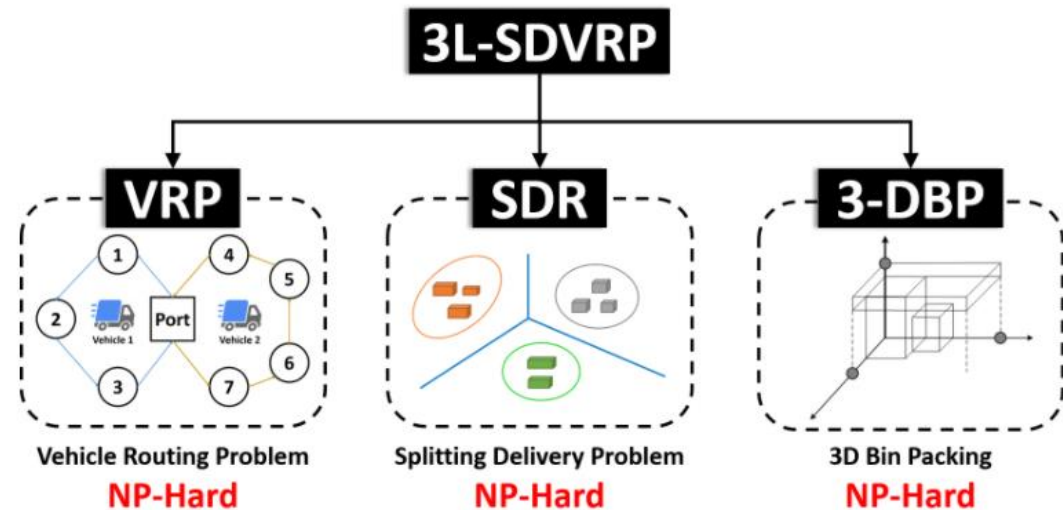 3L-SDVRP
VRP
1
4
5
2
Vehicle 1
Port
Vehicle 2
3
7
6
Vehicle Routing Problem
NP-Hard
SDR
Splitting Delivery Problem
NP-Hard
3-DBP
3D Bin Packing
NP-Hard